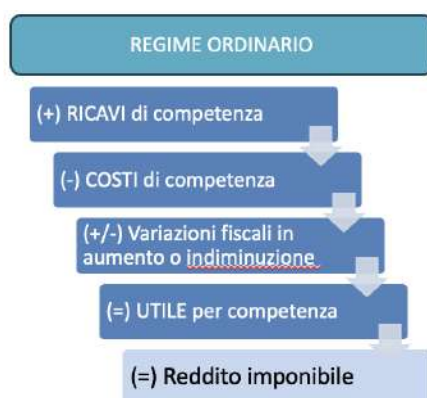 REGIME ORDINARIO
(+) RICAVI di competenza
(-) COSTI di competenza
(+/-) Variazioni fiscali in
aumento o indiminuzione
(=) UTILE per competenza
(=) Reddito imponibile